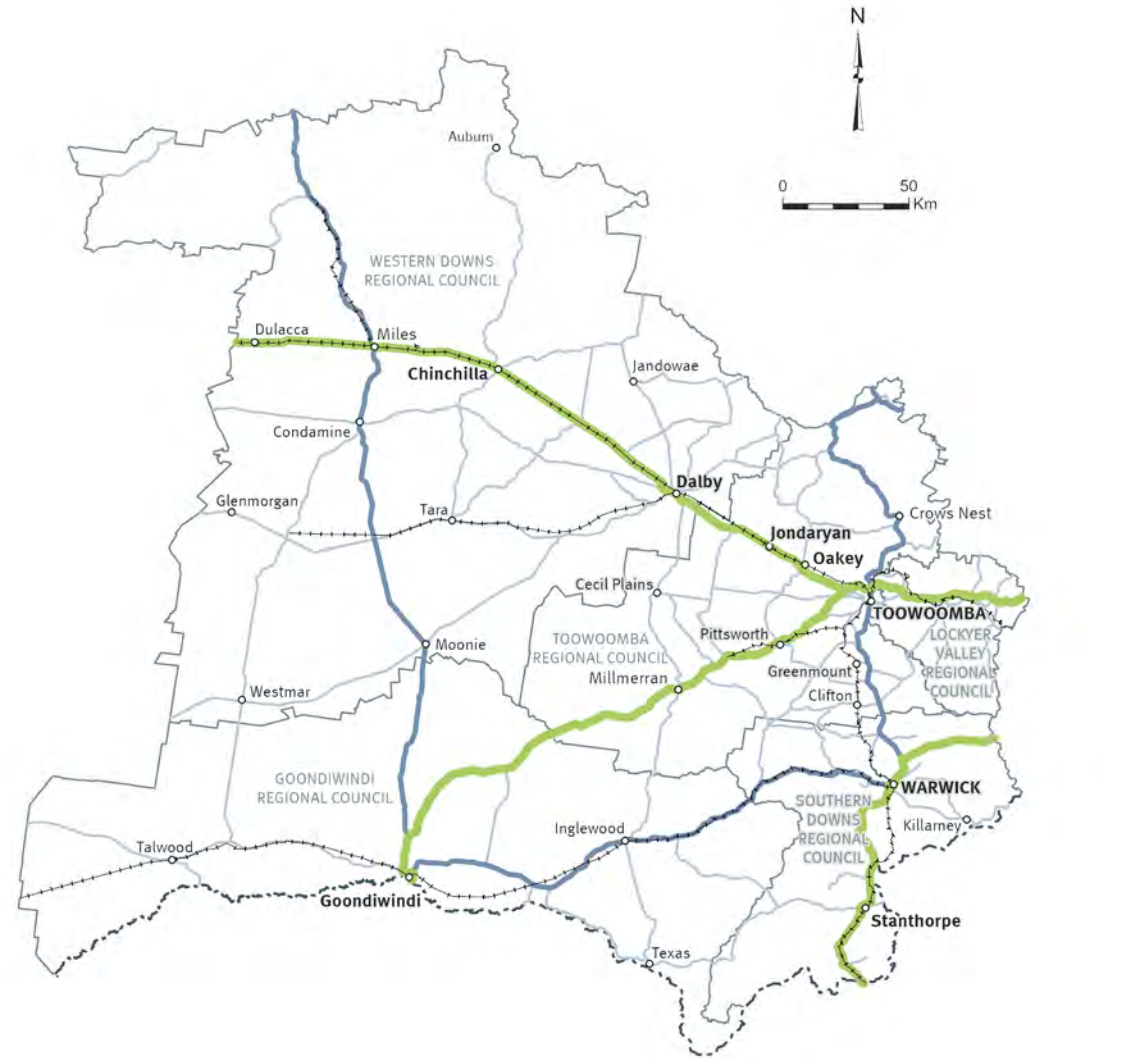 N
0 50
Km
Auburn
WESTERN DOWNS
REGIONAL COUNCIL
Dulacca
Miles
Chinchilla
Jandowae
Condamine
Dalby
Glenmorgan
Tara
Crows Nest
Jondaryan
Oakey
Cecil Plains
TOOWOOMBA
Pittsworth
TOOWOOMBA
REGIONAL COUNCIL
LOCKYER
VALLEY
REGIONAL
COUNCIL
Moonie
Millmerran
Greenmount
Clifton
Westmar
GOONDIWINDI
REGIONAL COUNCIL
WARWICK
SOUTHERN
DOWNS
REGIONAL
COUNCIL
Killarney
Inglewood
Talwood
Goondiwindi
Stanthorpe
Texas